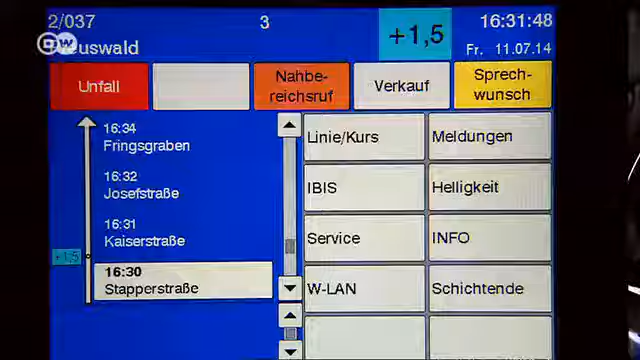 2/037
3
+1,5
16:31:48
DW
euswald
Fr. 11.07.14
Unfall
Nahbe-
reichsruf
Verkauf
Sprech-
wunsch
16:34
Fringsgraben
16:32
Josefstraße
16:31
Kaiserstraße
+1,5
16:30
Stapperstraße
Linie/Kurs
Meldungen
IBIS
Helligkeit
Service
INFO
W-LAN
Schichtende